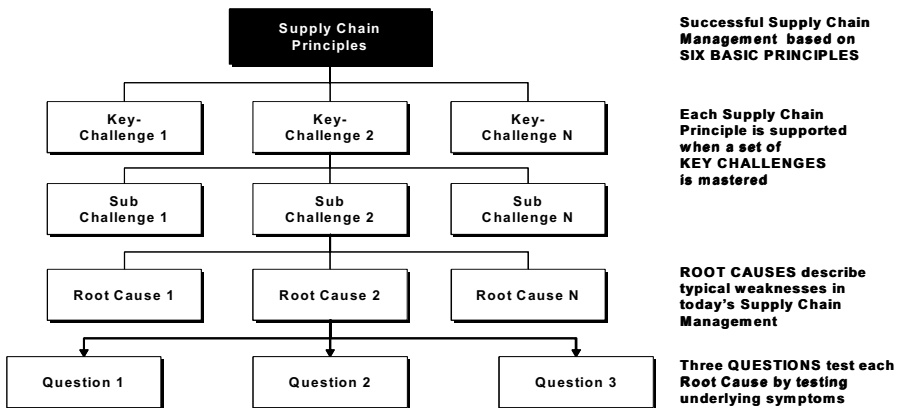 Supply Chain
Principles
Successful Supply Chain
Management based on
SIX BASIC PRINCIPLES
Key-
Challenge 1
Key-
Challenge 2
Key-
Challenge N
Each Supply Chain
Principle is supported
when a set of
KEY CHALLENGES
is mastered
Sub
Challenge 1
Sub
Challenge 2
Sub
Challenge N
Root Cause 1
Root Cause 2
Root Cause N
ROOT CAUSES describe
typical weaknesses in
today's Supply Chain
Management
Question 1
Question 2
Question 3
Three QUESTIONS test each
Root Cause by testing
underlying symptoms